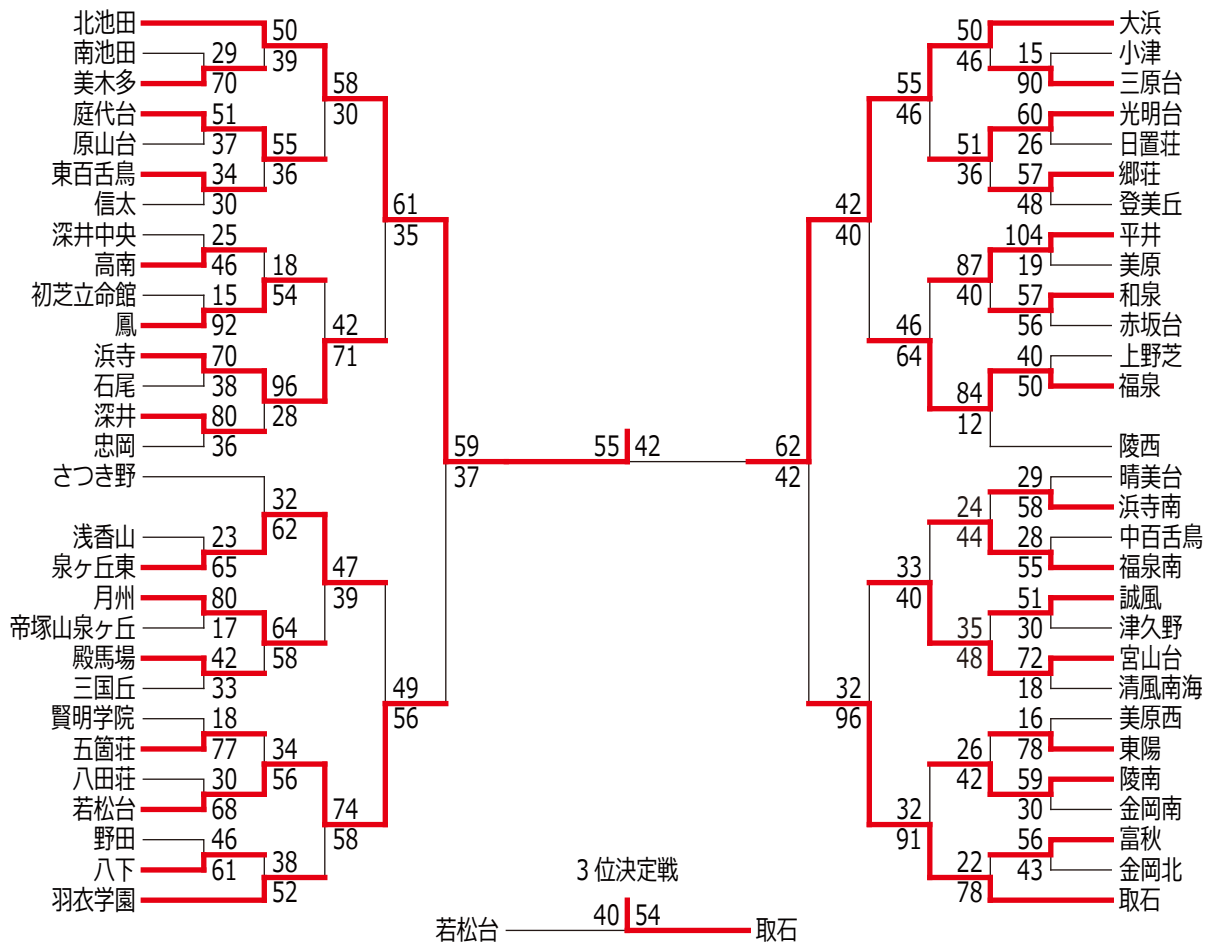 北池田
南池田
美木多
庭代台
原山台
東百舌鳥
信太
深井中央
高南
初芝立命館
鳳
浜寺
石尾
深井
忠岡
さつき野
浅香山
泉ヶ丘東
月州
帝塚山泉ヶ丘
殿馬場
三国丘
賢明学院
五箇荘
八田荘
若松台
野田
八下
羽衣学園
29
70
51
37
34
30
25
46
15
92
70
38
80
36
23
65
80
17
42
33
18
77
30
68
46
61
50
39
55
36
18
54
96
28
32
62
64
58
34
56
38
52
58
30
42
71
47
39
74
58
61
35
49
56
59
37
55 42
62
42
42
40
32
96
55
46
46
64
33
40
32
91
50
46
51
36
87
40
84
12
24
44
35
48
26
42
22
78
15
90
60
26
57
48
104
19
57
56
40
50
29
58
28
55
51
30
72
18
16
78
59
30
56
43
大浜
小津
三原台
光明台
日置荘
郷荘
登美丘
平井
美原
和泉
赤坂台
上野芝
福泉
陵西
晴美台
浜寺南
中百舌鳥
福泉南
誠風
津久野
宮山台
清風南海
美原西
東陽
陵南
金岡南
富秋
金岡北
取石
3位決定戦
若松台 40 54 取石